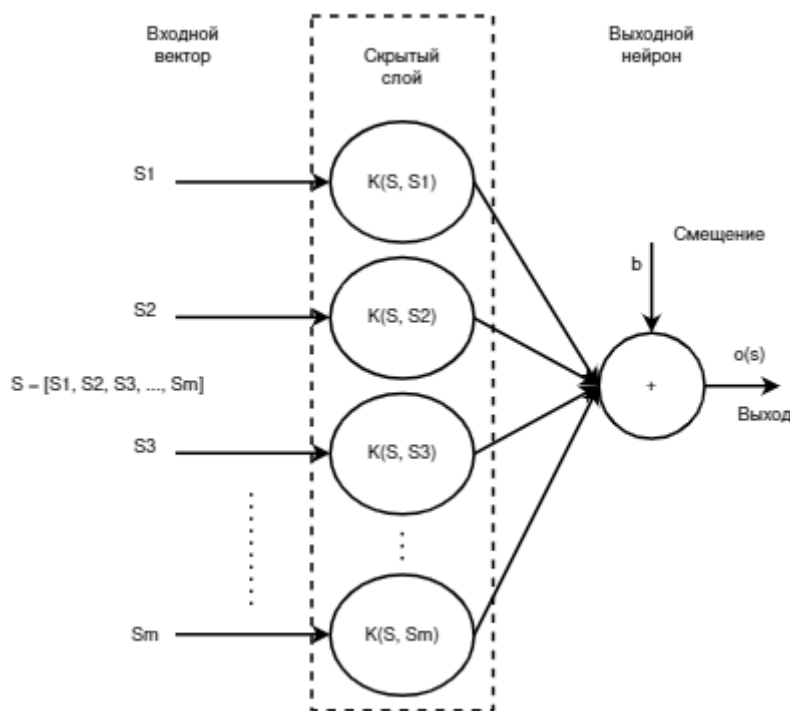 Входной
вектор
Скрытый
слой
Выходной
нейрон
S1
K(S, S1)
Смещение
b
S2
K(S, S2)
o(s)
+
S = [S1, S2, S3, ..., Sm]
Выход
S3
K(S, S3)
Sm
K(S, Sm)